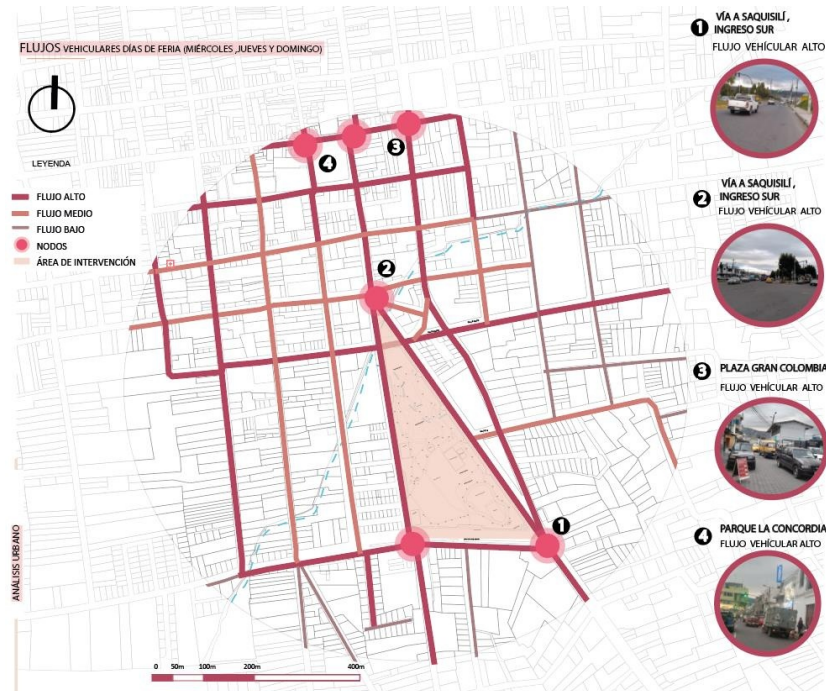 FLUJOS VEHICULARES DÍAS DE FERIA (MIÉRCOLES ,JUEVES Y DOMINGO)
LEYENDA
FLUJO ALTO
FLUJO MEDIO
FLUJO BAJO
NODOS
ÁREA DE INTERVENCIÓN
ANÁLISIS URBANO
4
3
2
1
0 50m 100m 200m 400m
1 VÍA A SAQUISILÍ ,
INGRESO SUR
FLUJO VEHÍCULAR ALTO
2 VÍA A SAQUISILÍ ,
INGRESO SUR
FLUJO VEHÍCULAR ALTO
3 PLAZA GRAN COLOMBIA
FLUJO VEHÍCULAR ALTO
4 PARQUE LA CONCORDIA
FLUJO VEHÍCULAR ALTO